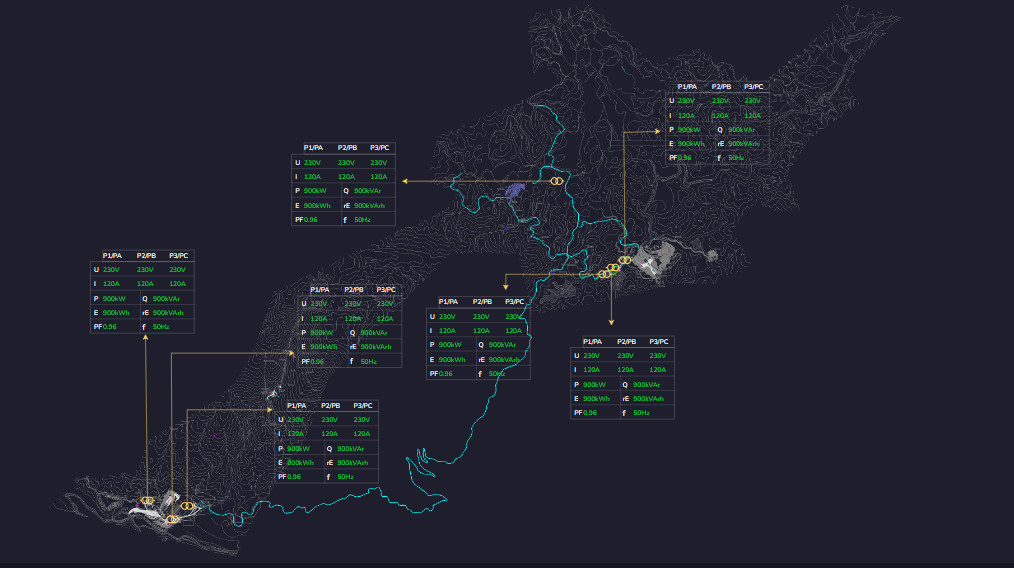 P1/PA P2/PB P3/PC
U 230V 230V 230V
I 120A 120A 120A
P 900kW Q 900kVAr
E 900kWh rE 900kVArh
PF 0.96 f 50Hz
P1/PA P2/PB P3/PC
U 230V 230V 230V
I 120A 120A 120A
P 900kW Q 900kVAr
E 900kWh rE 900kVArh
PF 0.96 f 50Hz
P1/PA P2/PB P3/PC
U 230V 230V 230V
I 120A 120A 120A
P 900kW Q 900kVAr
E 900kWh rE 900kVArh
PF 0.96 f 50Hz
P1/PA P2/PB P3/PC
U 230V 230V 230V
I 120A 120A 120A
P 900kW Q 900kVAr
E 900kWh rE 900kVArh
PF 0.96 f 50Hz
P1/PA P2/PB P3/PC
U 230V 230V 230V
I 120A 120A 120A
P 900kW Q 900kVAr
E 900kWh rE 900kVArh
PF 0.96 f 50Hz
P1/PA P2/PB P3/PC
U 230V 230V 230V
I 120A 120A 120A
P 900kW Q 900kVAr
E 900kWh rE 900kVArh
PF 0.96 f 50Hz
P1/PA P2/PB P3/PC
U 230V 230V 230V
I 120A 120A 120A
P 900kW Q 900kVAr
E 900kWh rE 900kVArh
PF 0.96 f 50Hz